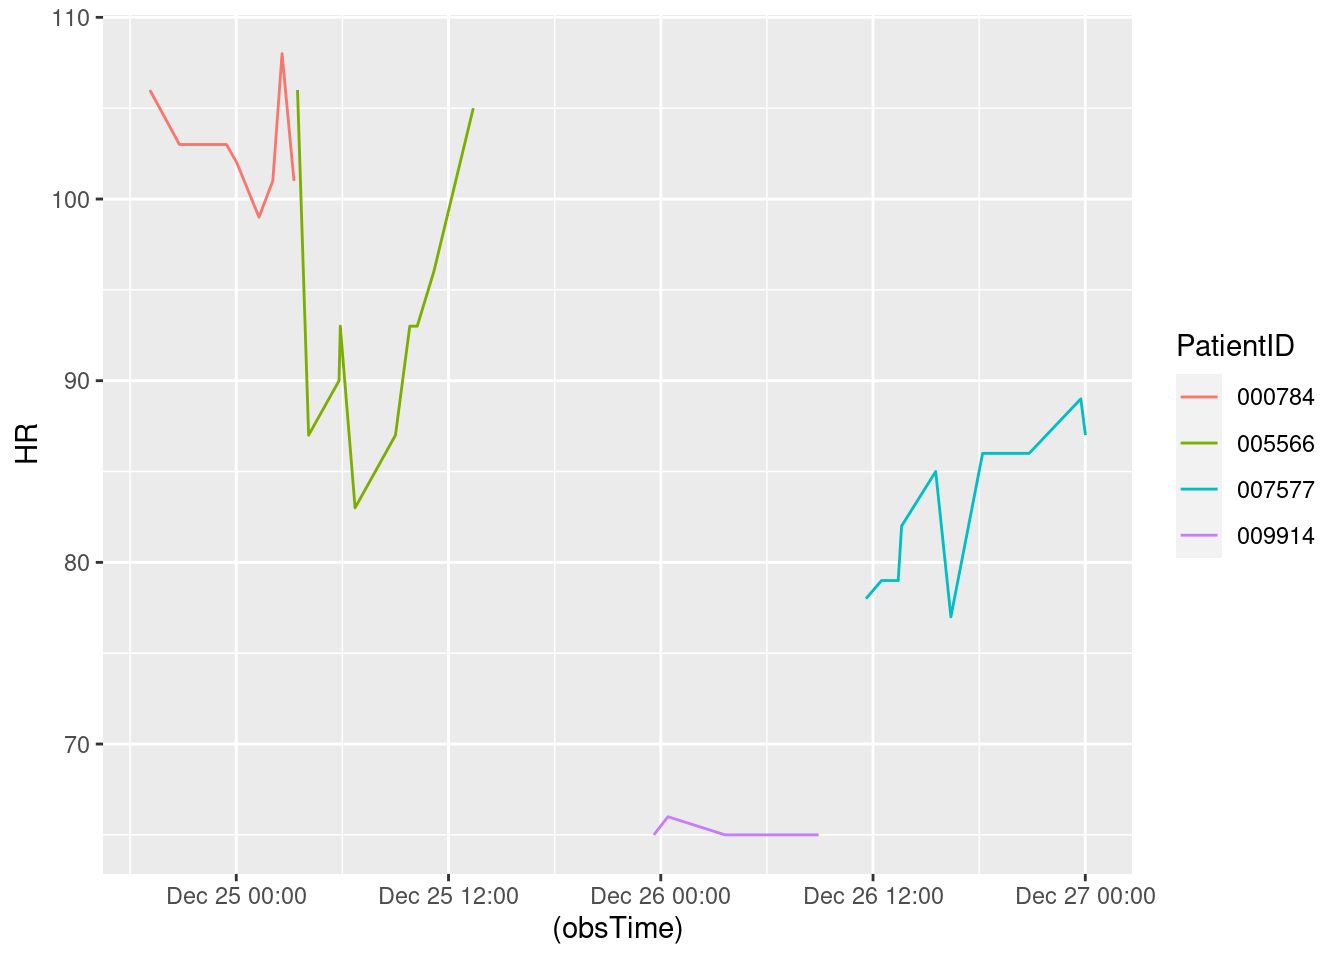 110
100
90
80
70
HR
Dec 25 00:00
Dec 25 12:00
Dec 26 00:00
Dec 26 12:00
Dec 27 00:00
(obsTime)
PatientID
000784
005566
007577
009914